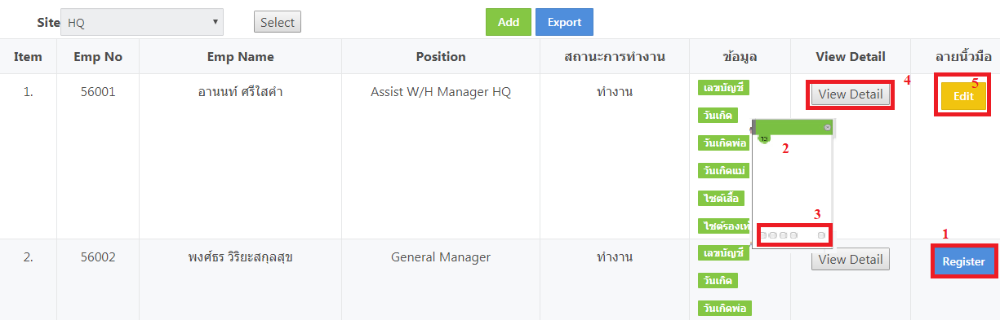 Site HQ Select Add Export
Item Emp No Emp Name Position สถานะการทำงาน ข้อมูล View Detail ลายนิ้วมือ
1. 56001 อานนท์ ศรีใสคำ Assist W/H Manager HQ ทำงาน เลขบัญชี View Detail 4 Edit 5
วันเกิด
วันเกิดพ่อ
2
วันเกิดแม่
ไซต์เสื้อ
3
ไซต์รองเท้
1
2. 56002 พงศ์ธร วิริยะสกุลสุข General Manager ทำงาน เลขบัญชี View Detail Register
วันเกิด
วันเกิดพ่อ